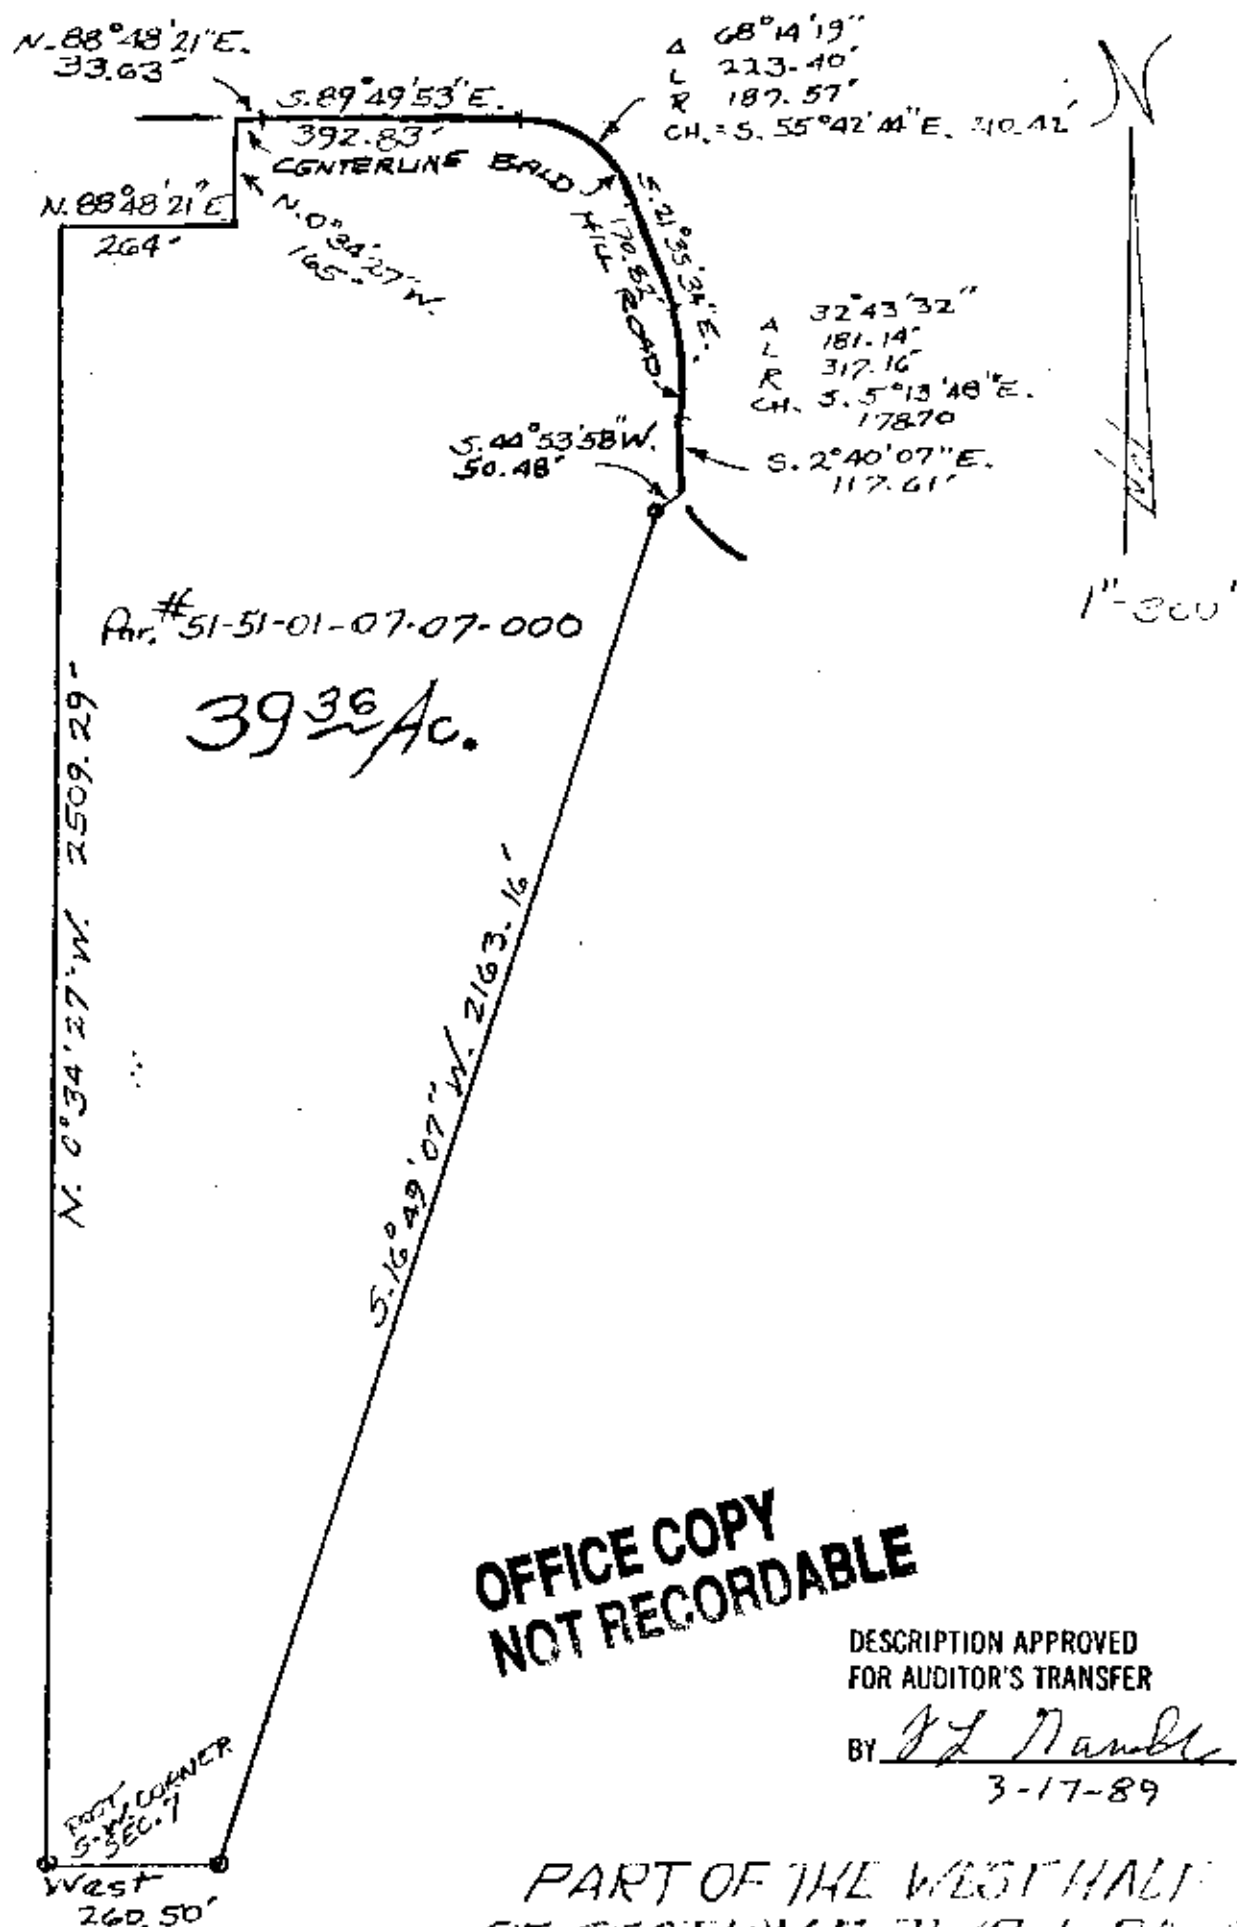 N. 88°48'21"E.
33.63'
S. 89°49'53"E.
392.83'
CENTERLINE BALD HILL ROAD.
Δ 68°14'19"
L 223.40'
R 187.57'
CH. = S. 55°42'44"E. 210.42'
N
N. 88°48'21"E
264'
N. 0°34'27"W.
165'
S. 21°35'34"E.
170.82'
Δ 32°43'32"
L 181.14'
R 317.16'
CH. S. 5°13'48"E.
178.70
S. 44°53'58"W.
50.48'
S. 2°40'07"E.
117.61'
1"-300'
Par. # 51-51-01-07-07-000
39 36 Ac.
N. 0°34'27"W. 2509.29'
S. 16°49'07"W. 2163.16'
OFFICE COPY
NOT RECORDABLE
DESCRIPTION APPROVED
FOR AUDITOR'S TRANSFER
BY
3-17-89
POST
S.W. CORNER
SEC. 7
West
260.50'
PART OF THE WEST HALF